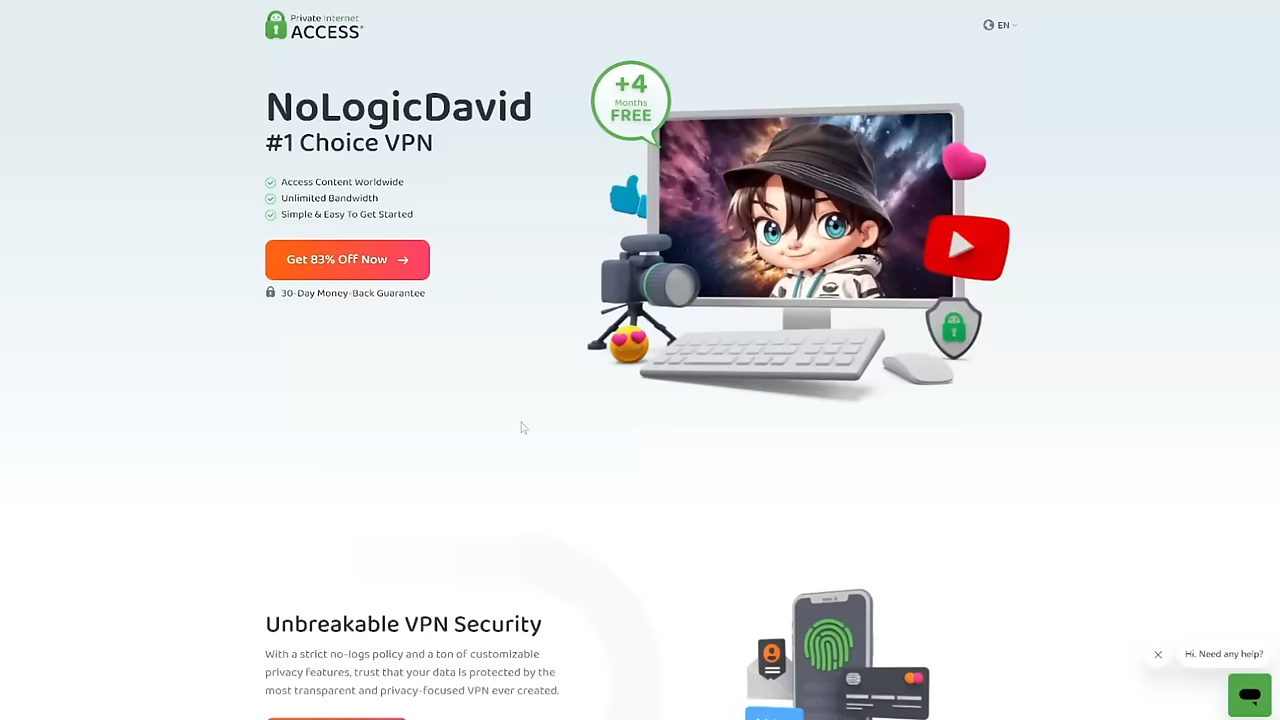 Private Internet
ACCESS®
EN
NoLogicDavid
#1 Choice VPN
Access Content Worldwide
Unlimited Bandwidth
Simple & Easy To Get Started
Get 83% Off Now →
30-Day Money-Back Guarantee
+4
Months
FREE
Unbreakable VPN Security
With a strict no-logs policy and a ton of customizable
privacy features, trust that your data is protected by the
most transparent and privacy-focused VPN ever created.
Hi. Need any help?